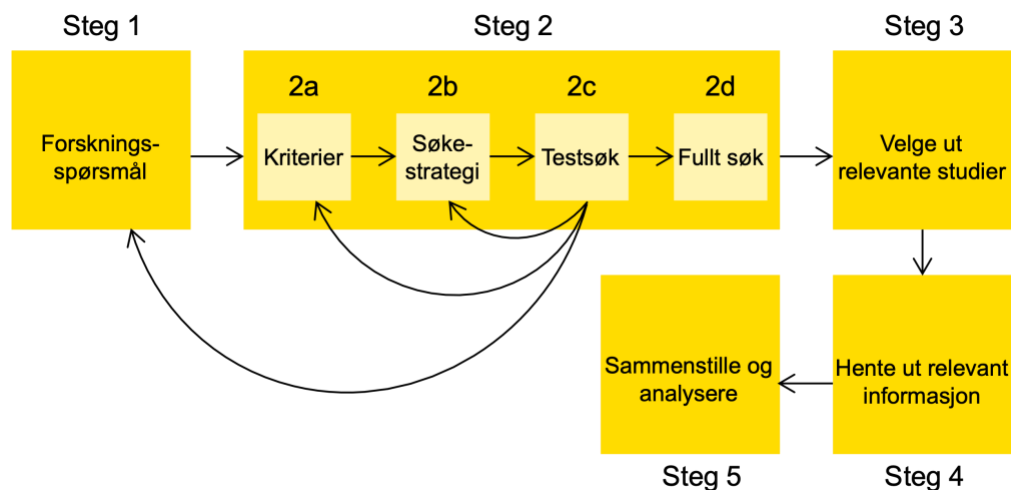 Steg 1
Steg 2
Steg 3
2a
2b
2c
2d
Forsknings-
spørsmål
Kriterier
Søke-
strategi
Testsøk
Fullt søk
Velge ut
relevante studier
Sammenstille og
analysere
Hente ut relevant
informasjon
Steg 5
Steg 4